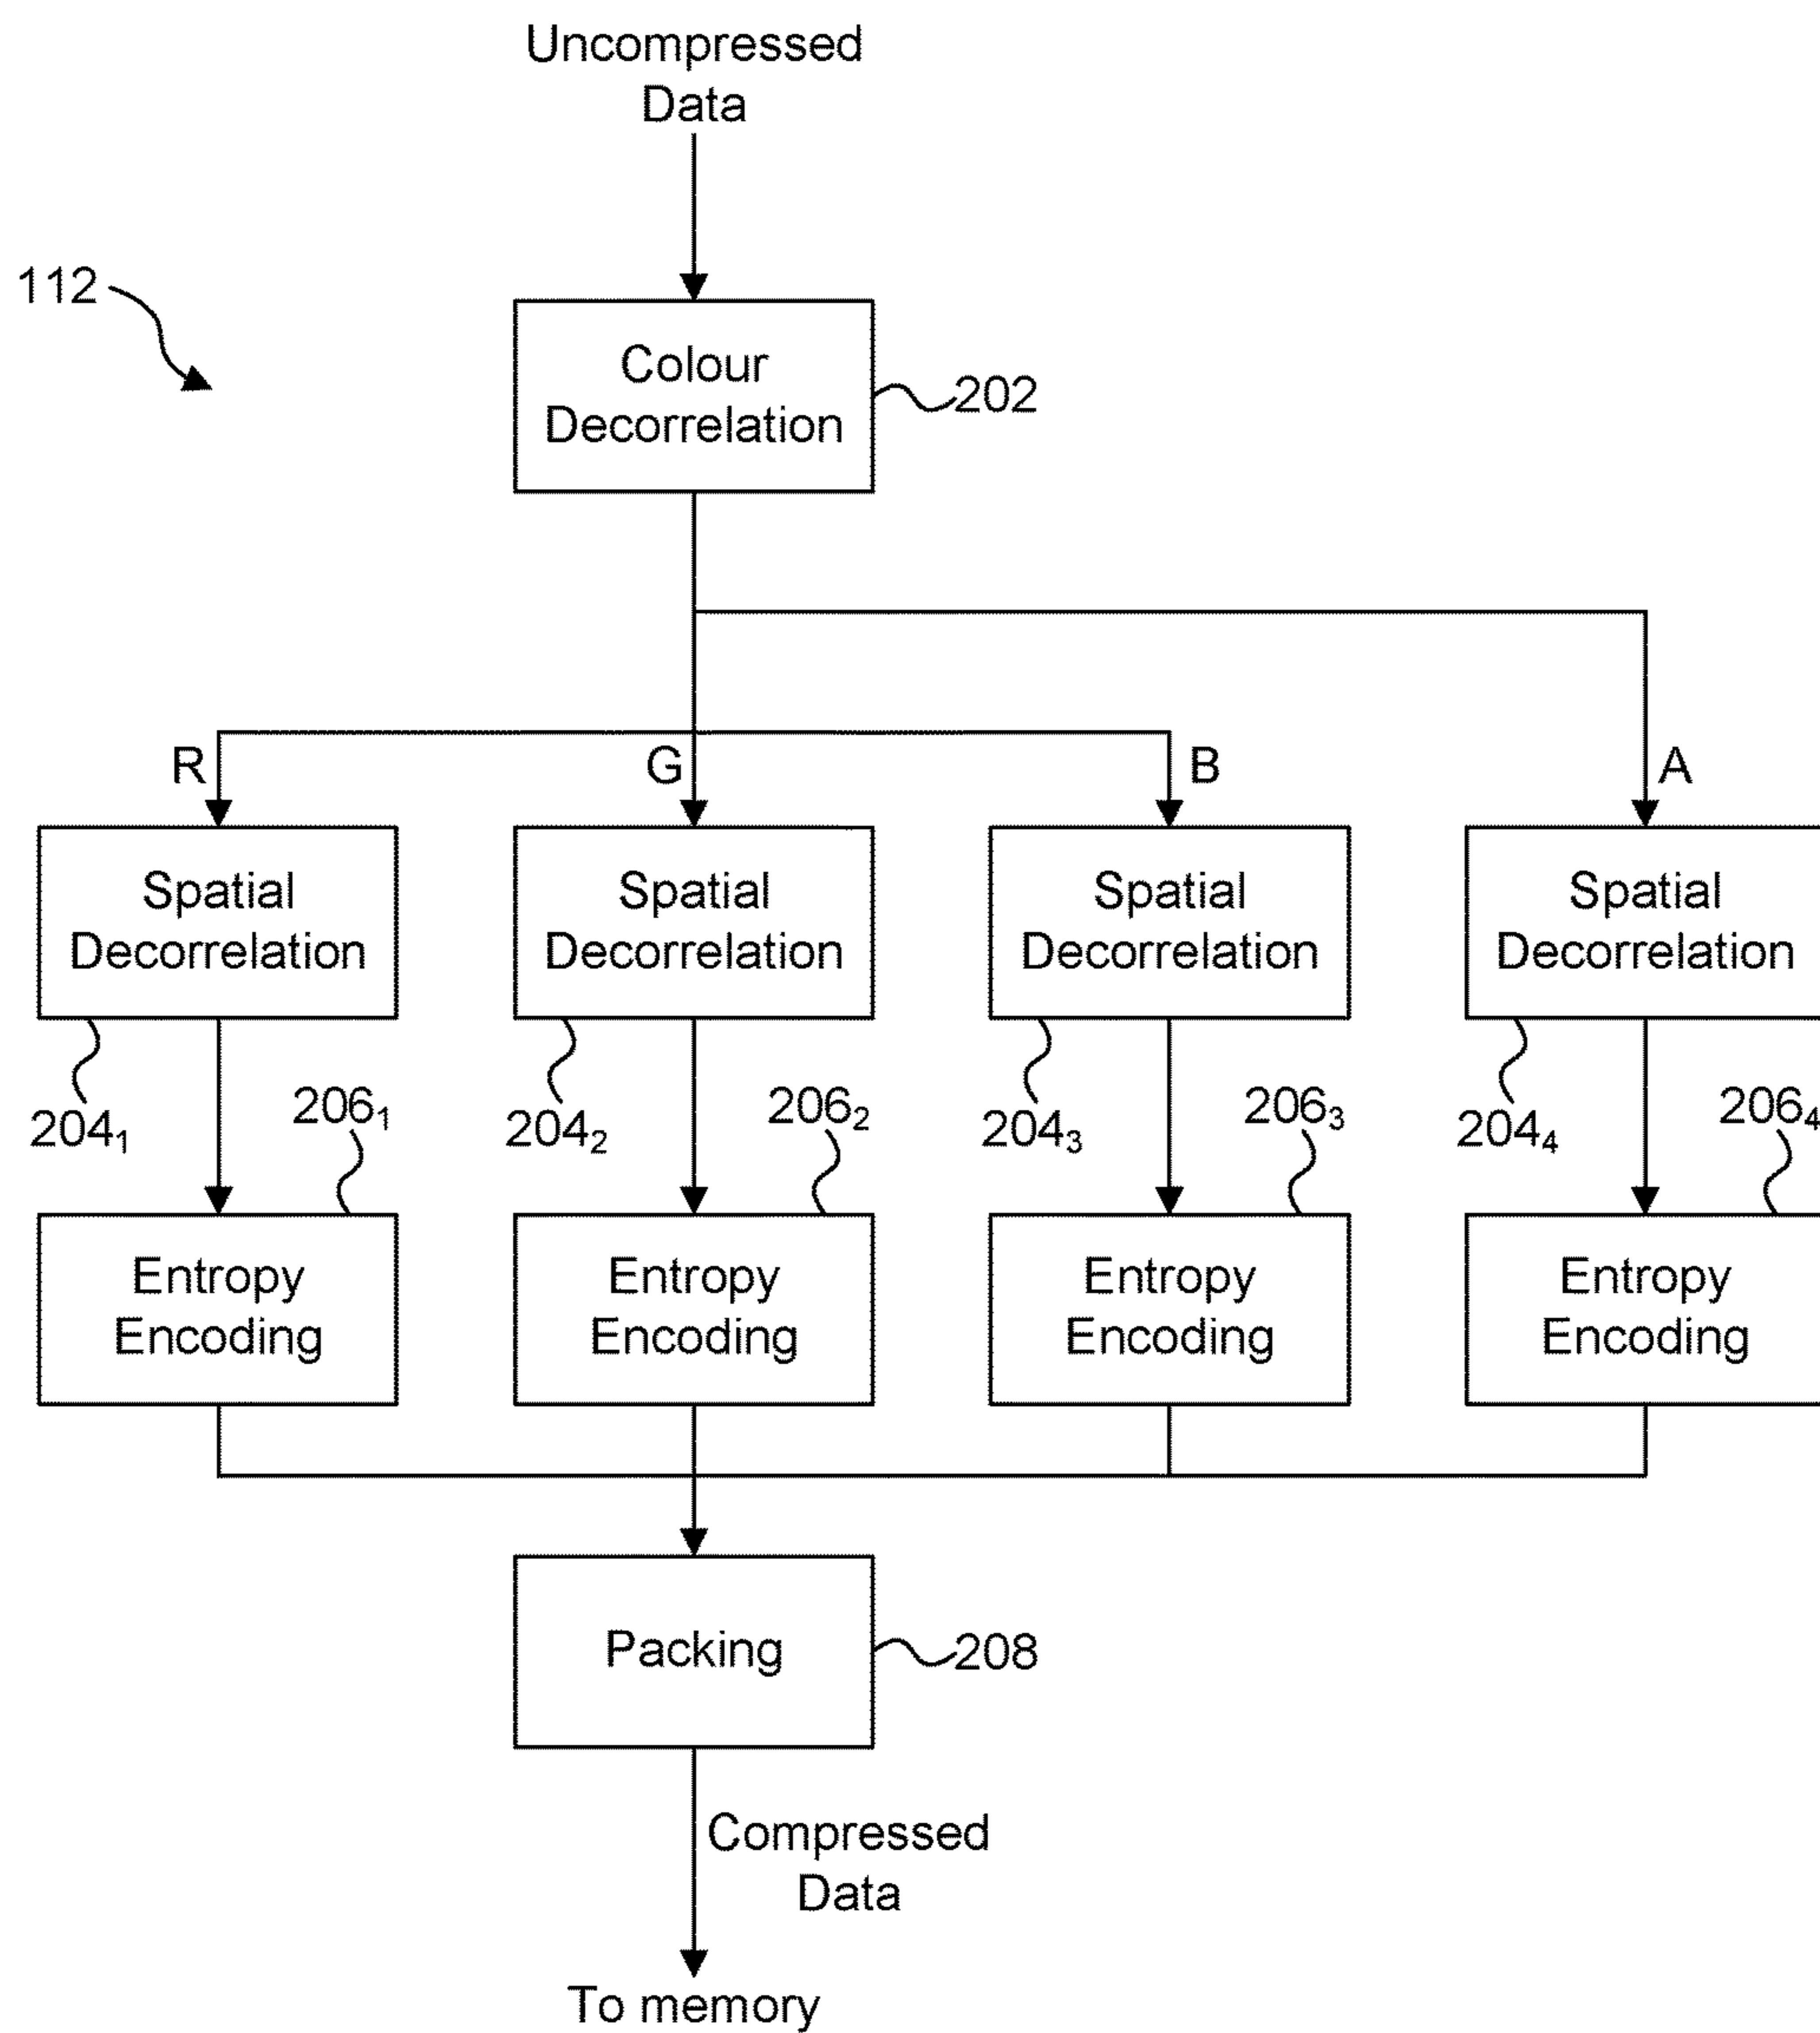 Uncompressed
Data
112
Colour
Decorrelation
202
R
G
B
A
Spatial
Decorrelation
Spatial
Decorrelation
Spatial
Decorrelation
Spatial
Decorrelation
204₁
206₁
204₂
206₂
204₃
206₃
204₄
206₄
Entropy
Encoding
Entropy
Encoding
Entropy
Encoding
Entropy
Encoding
Packing
208
Compressed
Data
To memory